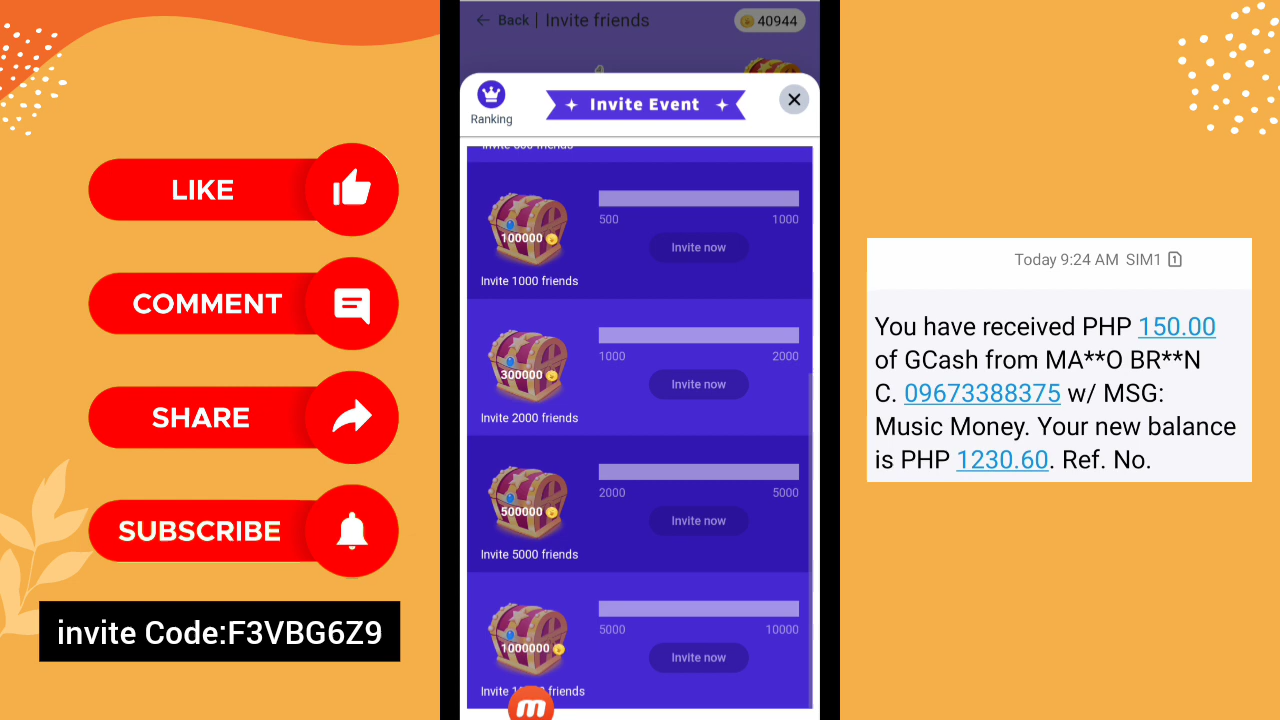 LIKE
COMMENT
SHARE
SUBSCRIBE
invite Code:F3VBG6Z9
Back | Invite friends
40944
Ranking
Invite Event
100000
500
1000
Invite now
Invite 1000 friends
300000
1000
2000
Invite now
Invite 2000 friends
500000
2000
5000
Invite now
Invite 5000 friends
1000000
5000
10000
Invite now
Invite friends
m
Today 9:24 AM SIM1 1
You have received PHP 150.00
of GCash from MA**O BR**N
C. 09673388375 w/ MSG:
Music Money. Your new balance
is PHP 1230.60. Ref. No.